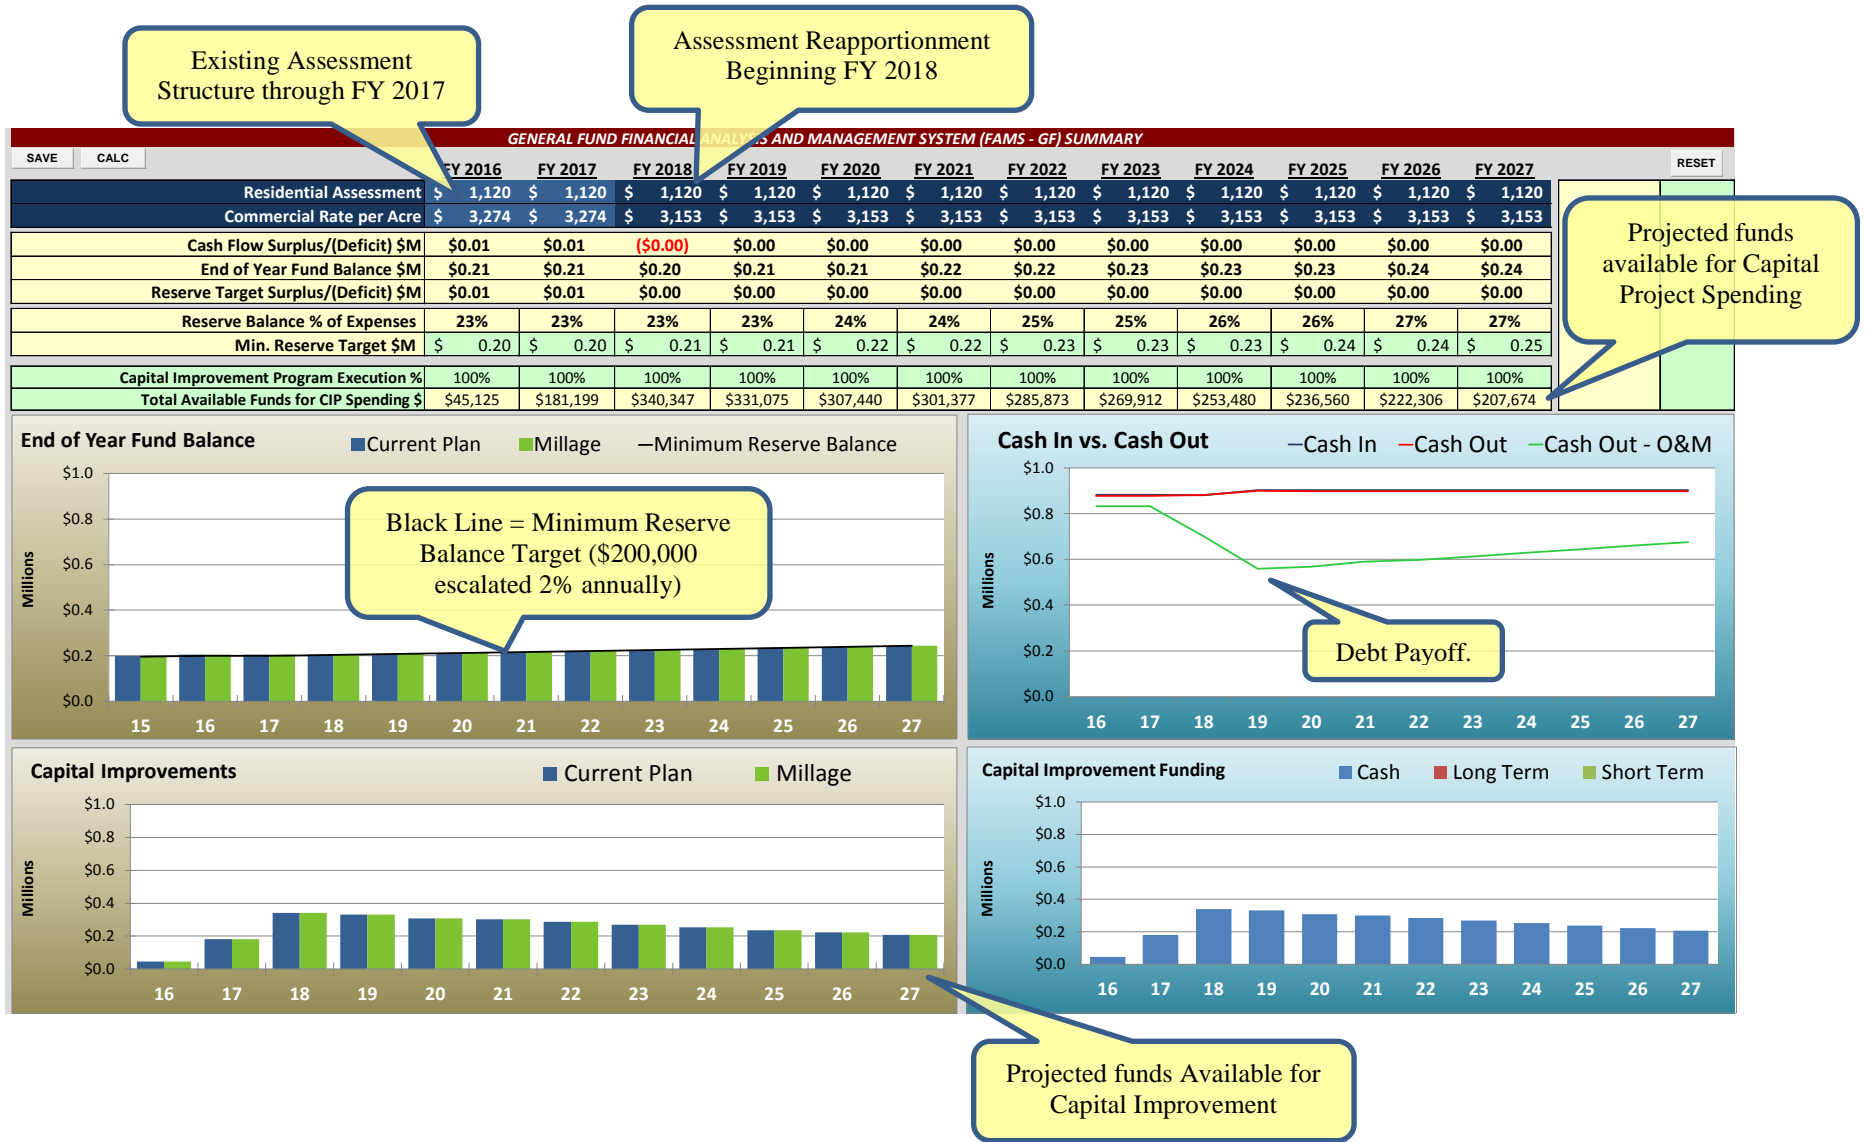 Existing Assessment
Structure through FY 2017
Assessment Reapportionment
Beginning FY 2018
GENERAL FUND FINANCIAL ANALYSIS AND MANAGEMENT SYSTEM (FAMS - GF) SUMMARY
SAVE CALC RESET
FY 2016 FY 2017 FY 2018 FY 2019 FY 2020 FY 2021 FY 2022 FY 2023 FY 2024 FY 2025 FY 2026 FY 2027
Residential Assessment $ 1,120 $ 1,120 $ 1,120 $ 1,120 $ 1,120 $ 1,120 $ 1,120 $ 1,120 $ 1,120 $ 1,120 $ 1,120 $ 1,120
Commercial Rate per Acre $ 3,274 $ 3,274 $ 3,153 $ 3,153 $ 3,153 $ 3,153 $ 3,153 $ 3,153 $ 3,153 $ 3,153 $ 3,153 $ 3,153
Cash Flow Surplus/(Deficit) $M $0.01 $0.01 ($0.00) $0.00 $0.00 $0.00 $0.00 $0.00 $0.00 $0.00 $0.00 $0.00
End of Year Fund Balance $M $0.21 $0.21 $0.20 $0.21 $0.21 $0.22 $0.22 $0.23 $0.23 $0.23 $0.24 $0.24
Reserve Target Surplus/(Deficit) $M $0.01 $0.01 $0.00 $0.00 $0.00 $0.00 $0.00 $0.00 $0.00 $0.00 $0.00 $0.00
Reserve Balance % of Expenses 23% 23% 23% 23% 24% 24% 25% 25% 26% 26% 27% 27%
Min. Reserve Target $M $ 0.20 $ 0.20 $ 0.21 $ 0.21 $ 0.22 $ 0.22 $ 0.23 $ 0.23 $ 0.23 $ 0.24 $ 0.24 $ 0.25
Capital Improvement Program Execution % 100% 100% 100% 100% 100% 100% 100% 100% 100% 100% 100% 100%
Total Available Funds for CIP Spending $ $45,125 $181,199 $340,347 $331,075 $307,440 $301,377 $285,873 $269,912 $253,480 $236,560 $222,306 $207,674
Projected funds
available for Capital
Project Spending
End of Year Fund Balance Current Plan Millage Minimum Reserve Balance
$1.0
$0.8
$0.6
$0.4
$0.2
$0.0
Millions
15 16 17 18 19 20 21 22 23 24 25 26 27
Black Line = Minimum Reserve
Balance Target ($200,000
escalated 2% annually)
Cash In vs. Cash Out Cash In Cash Out Cash Out - O&M
$1.0
$0.8
$0.6
$0.4
$0.2
$0.0
Millions
16 17 18 19 20 21 22 23 24 25 26 27
Debt Payoff.
Capital Improvements Current Plan Millage
$1.0
$0.8
$0.6
$0.4
$0.2
$0.0
Millions
16 17 18 19 20 21 22 23 24 25 26 27
Capital Improvement Funding Cash Long Term Short Term
$1.0
$0.8
$0.6
$0.4
$0.2
$0.0
Millions
16 17 18 19 20 21 22 23 24 25 26 27
Projected funds Available for
Capital Improvement